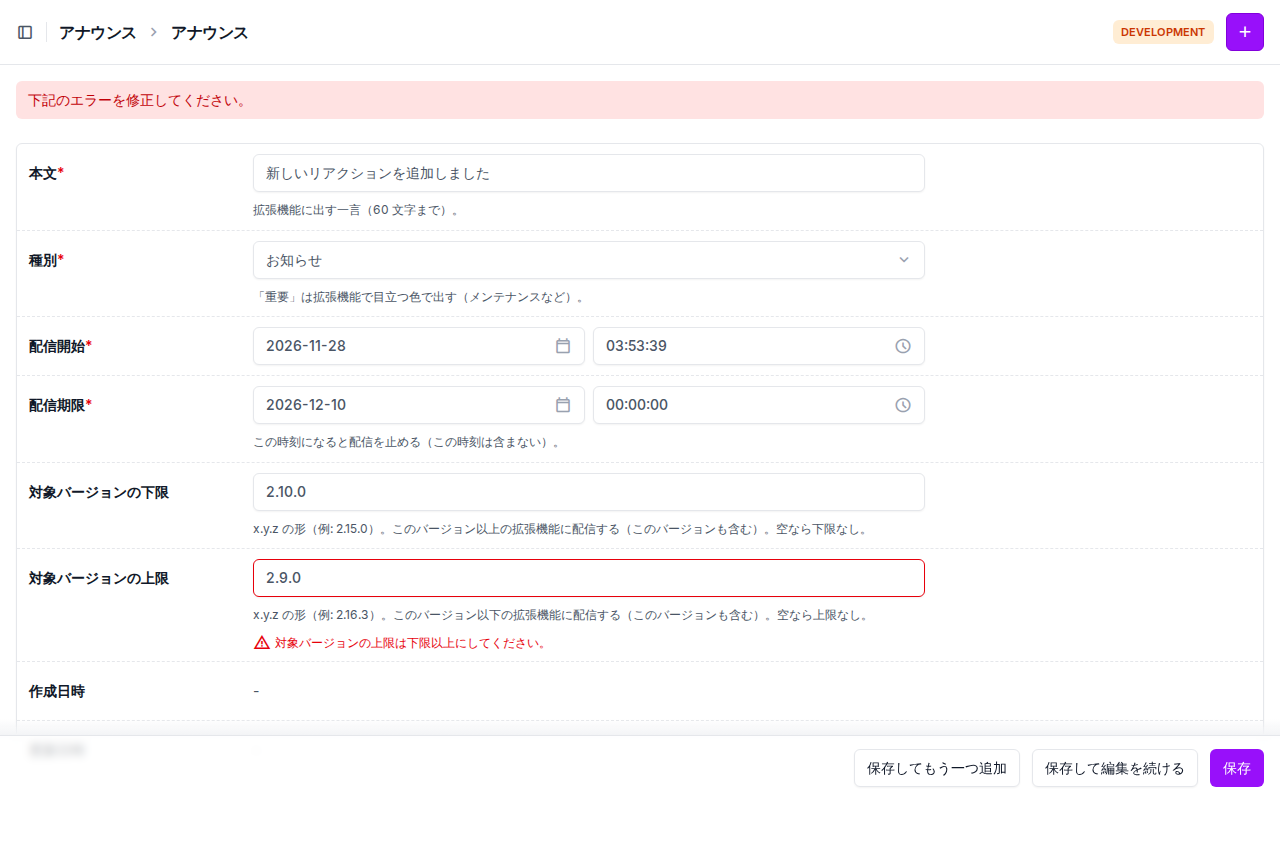 アナウンス
アナウンス
DEVELOPMENT
下記のエラーを修正してください。
本文*
新しいリアクションを追加しました
拡張機能に出す一言（60 文字まで）。
種別*
お知らせ
「重要」は拡張機能で目立つ色で出す（メンテナンスなど）。
配信開始*
2026-11-28
03:53:39
配信期限*
2026-12-10
00:00:00
この時刻になると配信を止める（この時刻は含まない）。
対象バージョンの下限
2.10.0
x.y.z の形（例: 2.15.0）。このバージョン以上の拡張機能に配信する（このバージョンも含む）。空なら下限なし。
対象バージョンの上限
2.9.0
x.y.z の形（例: 2.16.3）。このバージョン以下の拡張機能に配信する（このバージョンも含む）。空なら上限なし。
対象バージョンの上限は下限以上にしてください。
作成日時
-
保存してもう一つ追加
保存して編集を続ける
保存